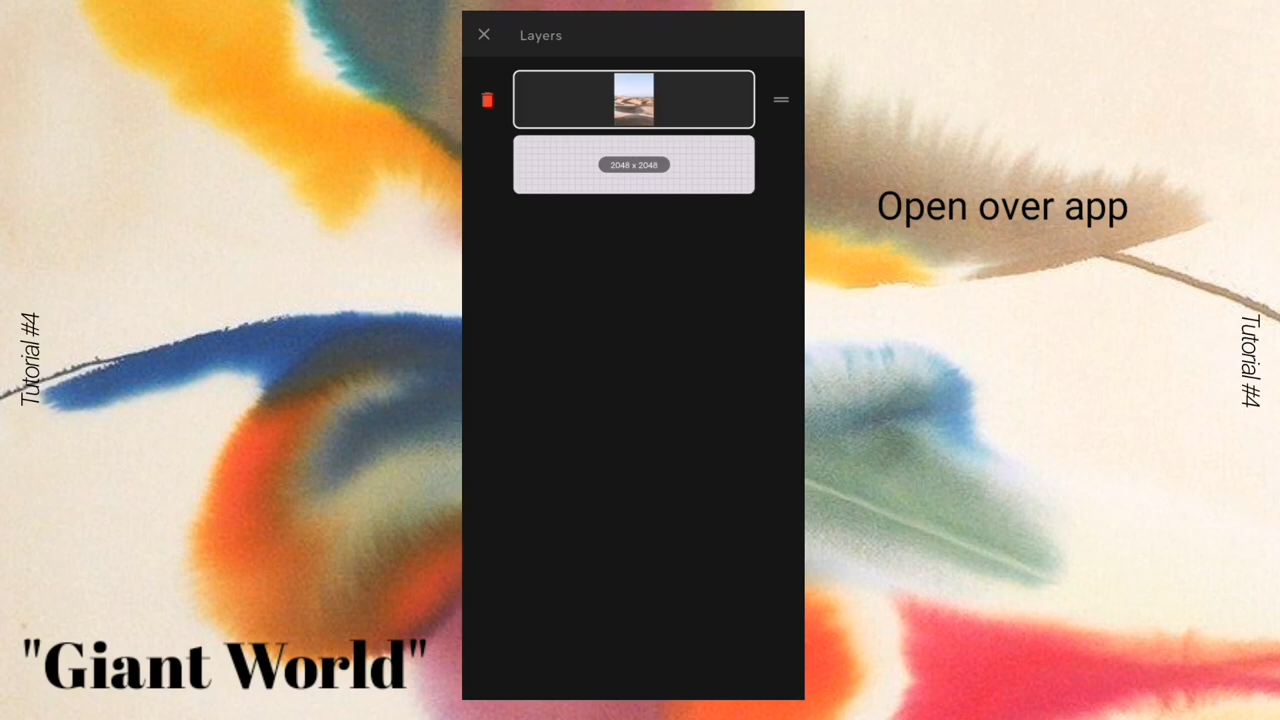 Layers
2048 x 2048
Open over app
Tutorial #4
Tutorial #4
"Giant World"